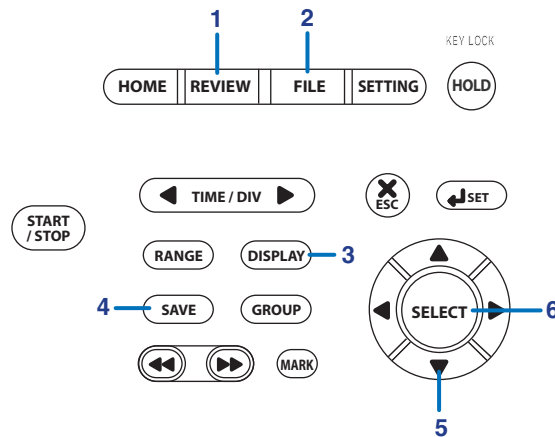 1
2
KEY LOCK
HOME
REVIEW
FILE
SETTING
HOLD
TIME / DIV
ESC
SET
START
/ STOP
RANGE
DISPLAY
3
4
SAVE
GROUP
SELECT
6
MARK
5